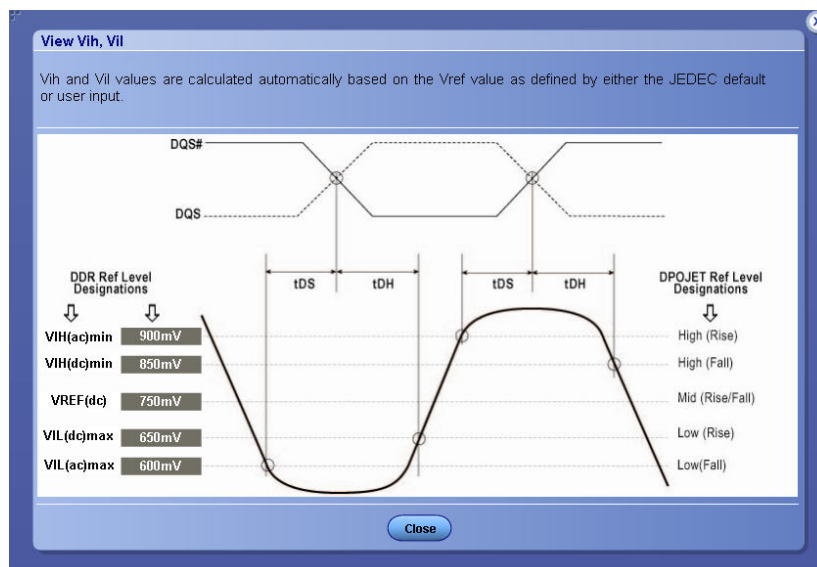 View Vih, Vil
Vih and Vil values are calculated automatically based on the Vref value as defined by either the JEDEC default
or user input.
DQS#
DQS
tDS
tDH
tDS
tDH
DDR Ref Level
Designations
DPOJET Ref Level
Designations
VIH(ac)min 900mV High (Rise)
VIH(dc)min 850mV High (Fall)
VREF(dc) 750mV Mid (Rise/Fall)
VIL(dc)max 650mV Low (Rise)
VIL(ac)max 600mV Low(Fall)
Close